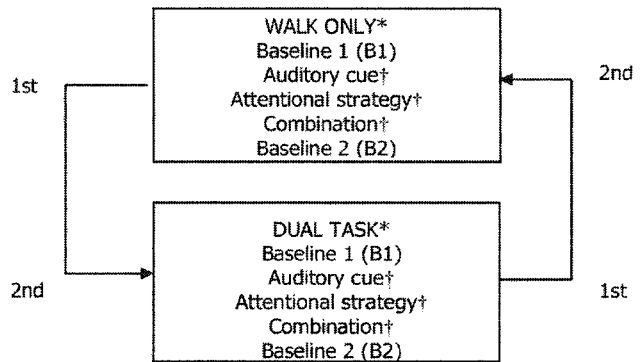 WALK ONLY*
Baseline 1 (B1)
Auditory cue†
Attentional strategy†
Combination†
Baseline 2 (B2)
1st
2nd
DUAL TASK*
Baseline 1 (B1)
Auditory cue†
Attentional strategy†
Combination†
Baseline 2 (B2)
2nd
1st